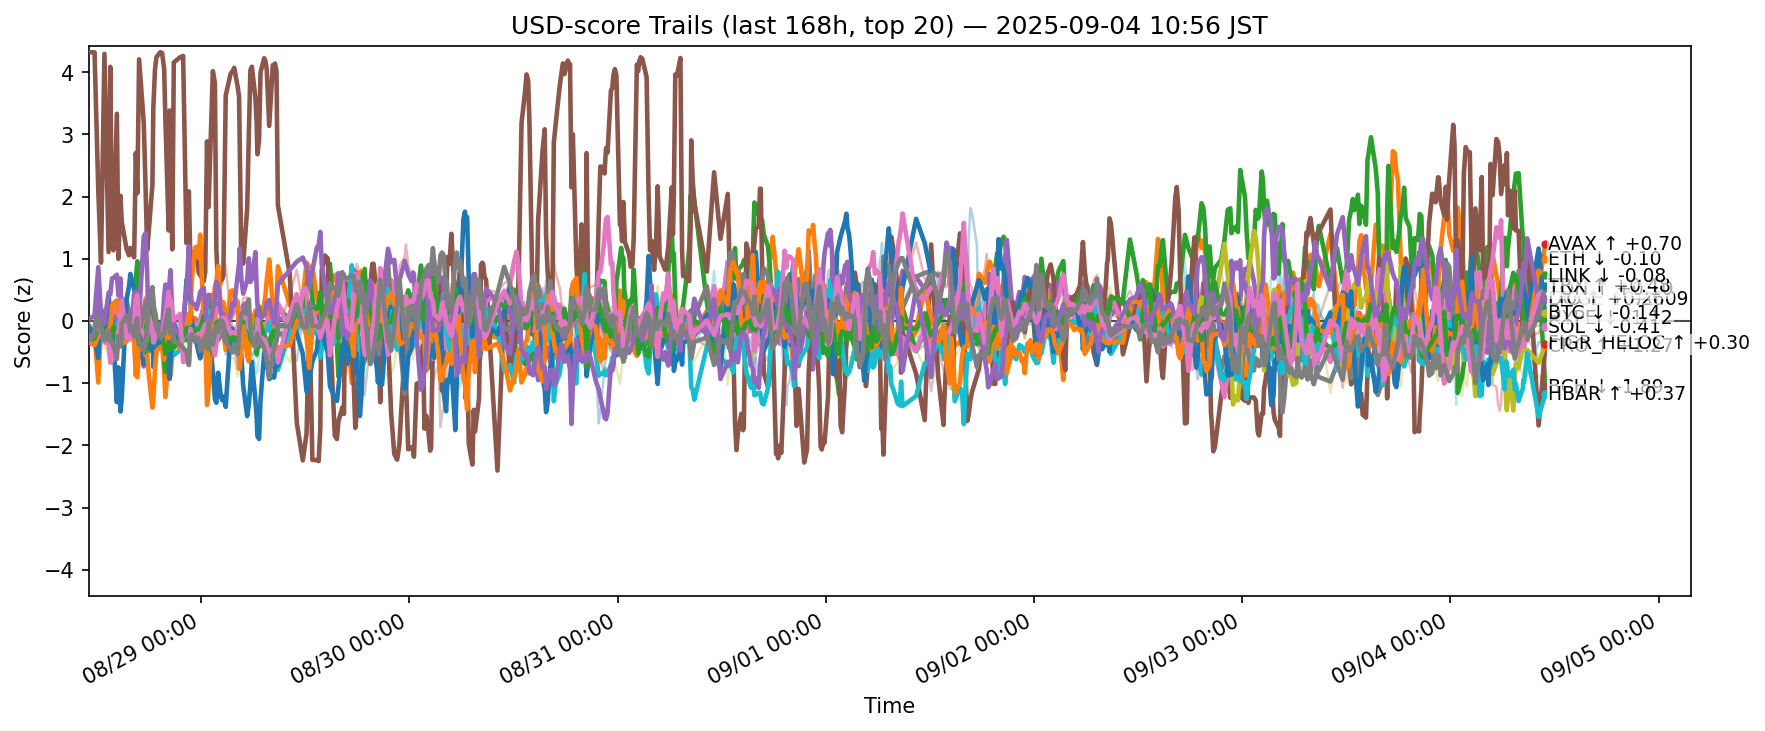 USD-score Trails (last 168h, top 20) — 2025-09-04 10:56 JST
Score (z)
4
3
2
1
0
−1
−2
−3
−4
AVAX ↑ +0.70
ETH ↓ -0.10
LINK ↓ -0.08
TRX ↑ +0.48
BTC ↓ -0.14
SOL ↓ -0.41
FIGR_HELOC ↑ +0.30
HBAR ↑ +0.37
08/29 00:00
08/30 00:00
08/31 00:00
09/01 00:00
09/02 00:00
09/03 00:00
09/04 00:00
09/05 00:00
Time